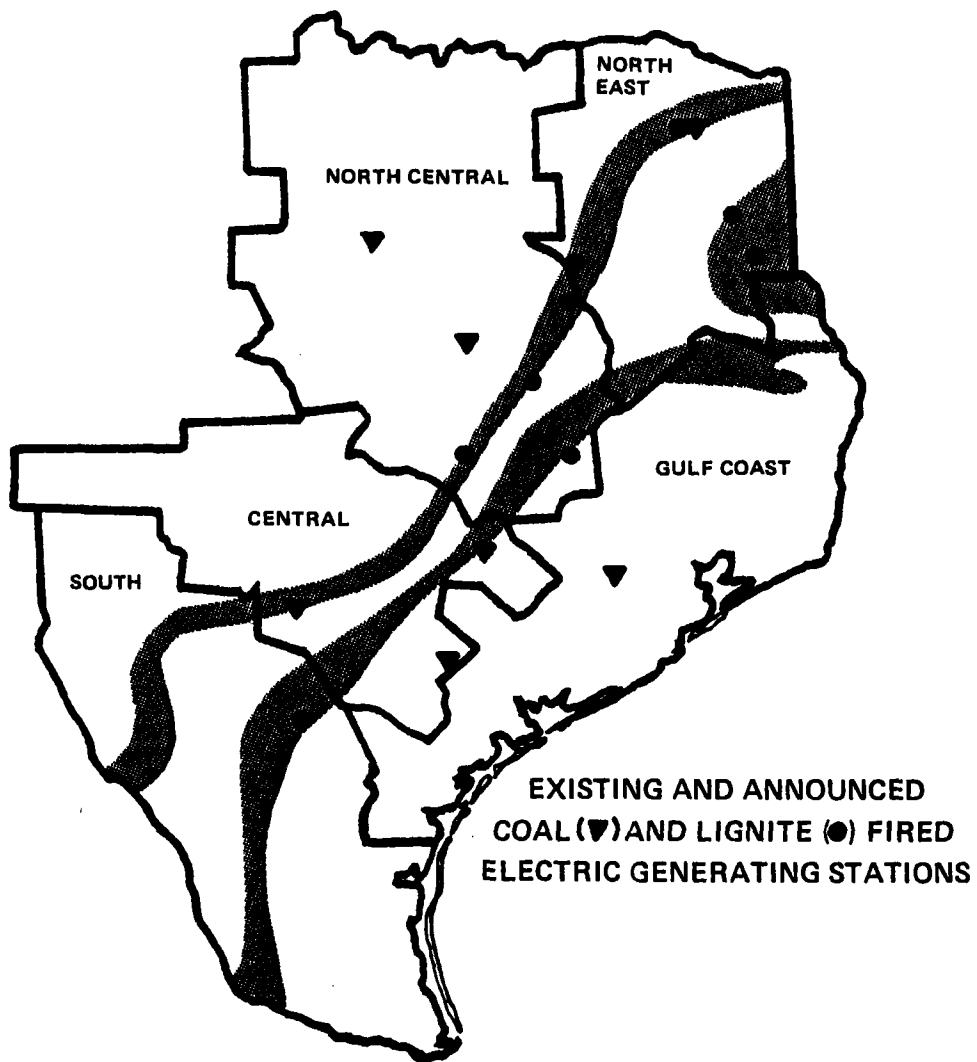 NORTH
EAST
NORTH CENTRAL
GULF COAST
CENTRAL
SOUTH
EXISTING AND ANNOUNCED
COAL (▼) AND LIGNITE (●) FIRED
ELECTRIC GENERATING STATIONS